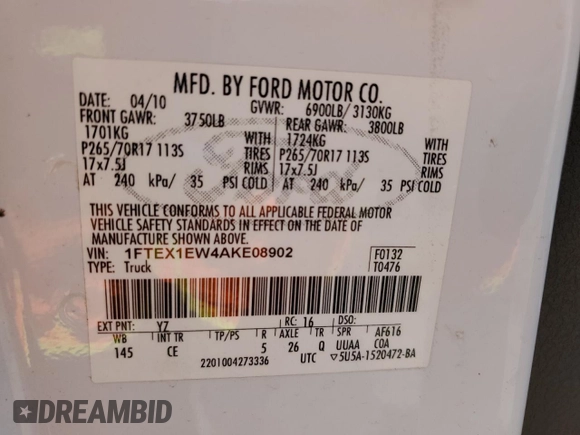 MFD. BY FORD MOTOR CO.
DATE: 04/10 GVWR: 6900LB/ 3130KG
FRONT GAWR: 3750LB REAR GAWR: 3800LB
1701KG WITH 1724KG WITH
P265/70R17 113S TIRES P265/70R17 113S TIRES
17x7.5J RIMS 17x7.5J RIMS
AT 240 kPa/ 35 PSI COLD AT 240 kPa/ 35 PSI COLD
THIS VEHICLE CONFORMS TO ALL APPLICABLE FEDERAL MOTOR
VEHICLE SAFETY STANDARDS IN EFFECT ON THE DATE OF
MANUFACTURE SHOWN ABOVE.
VIN: 1FTEX1EW4AKE08902 F0132
TYPE: Truck T0476
EXT PNT: YZ RC: 16 DSO:
WB INT TR TP/PS R AXLE TR SPR AF616
145 CE 5 26 Q UUAA COA
2201004273336 UTC ▽5U5A-1520472-BA
DREAMBID